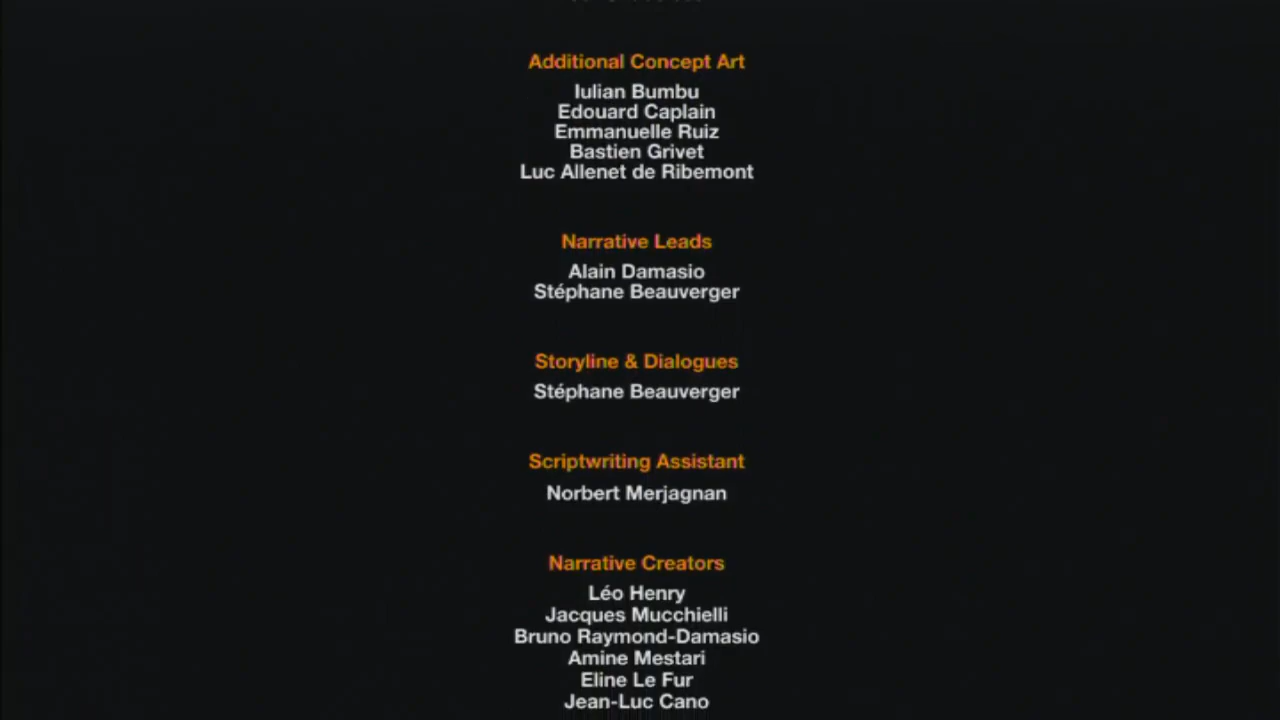 Additional Concept Art
Iulian Bumbu
Edouard Caplain
Emmanuelle Ruiz
Bastien Grivet
Luc Allenet de Ribemont
Narrative Leads
Alain Damasio
Stéphane Beauverger
Storyline & Dialogues
Stéphane Beauverger
Scriptwriting Assistant
Norbert Merjagnan
Narrative Creators
Léo Henry
Jacques Mucchielli
Bruno Raymond-Damasio
Amine Mestari
Eline Le Fur
Jean-Luc Cano